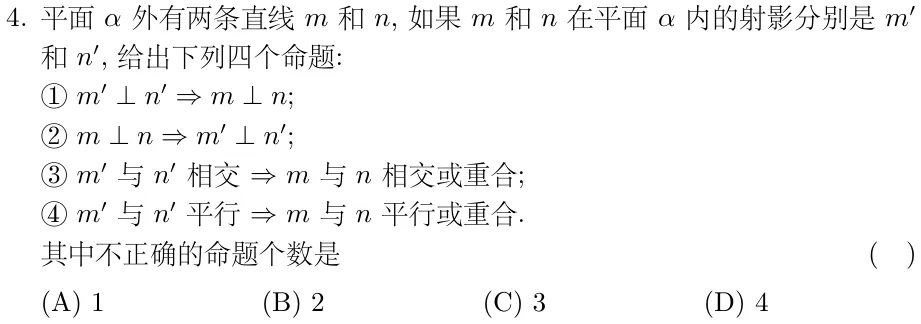 4. 平面 α 外有两条直线 m 和 n, 如果 m 和 n 在平面 α 内的射影分别是 m′
和 n′, 给出下列四个命题:
① m′ ⊥ n′ ⇒ m ⊥ n;
② m ⊥ n ⇒ m′ ⊥ n′;
③ m′ 与 n′ 相交 ⇒ m 与 n 相交或重合;
④ m′ 与 n′ 平行 ⇒ m 与 n 平行或重合.
其中不正确的命题个数是 ( )
(A) 1 (B) 2 (C) 3 (D) 4